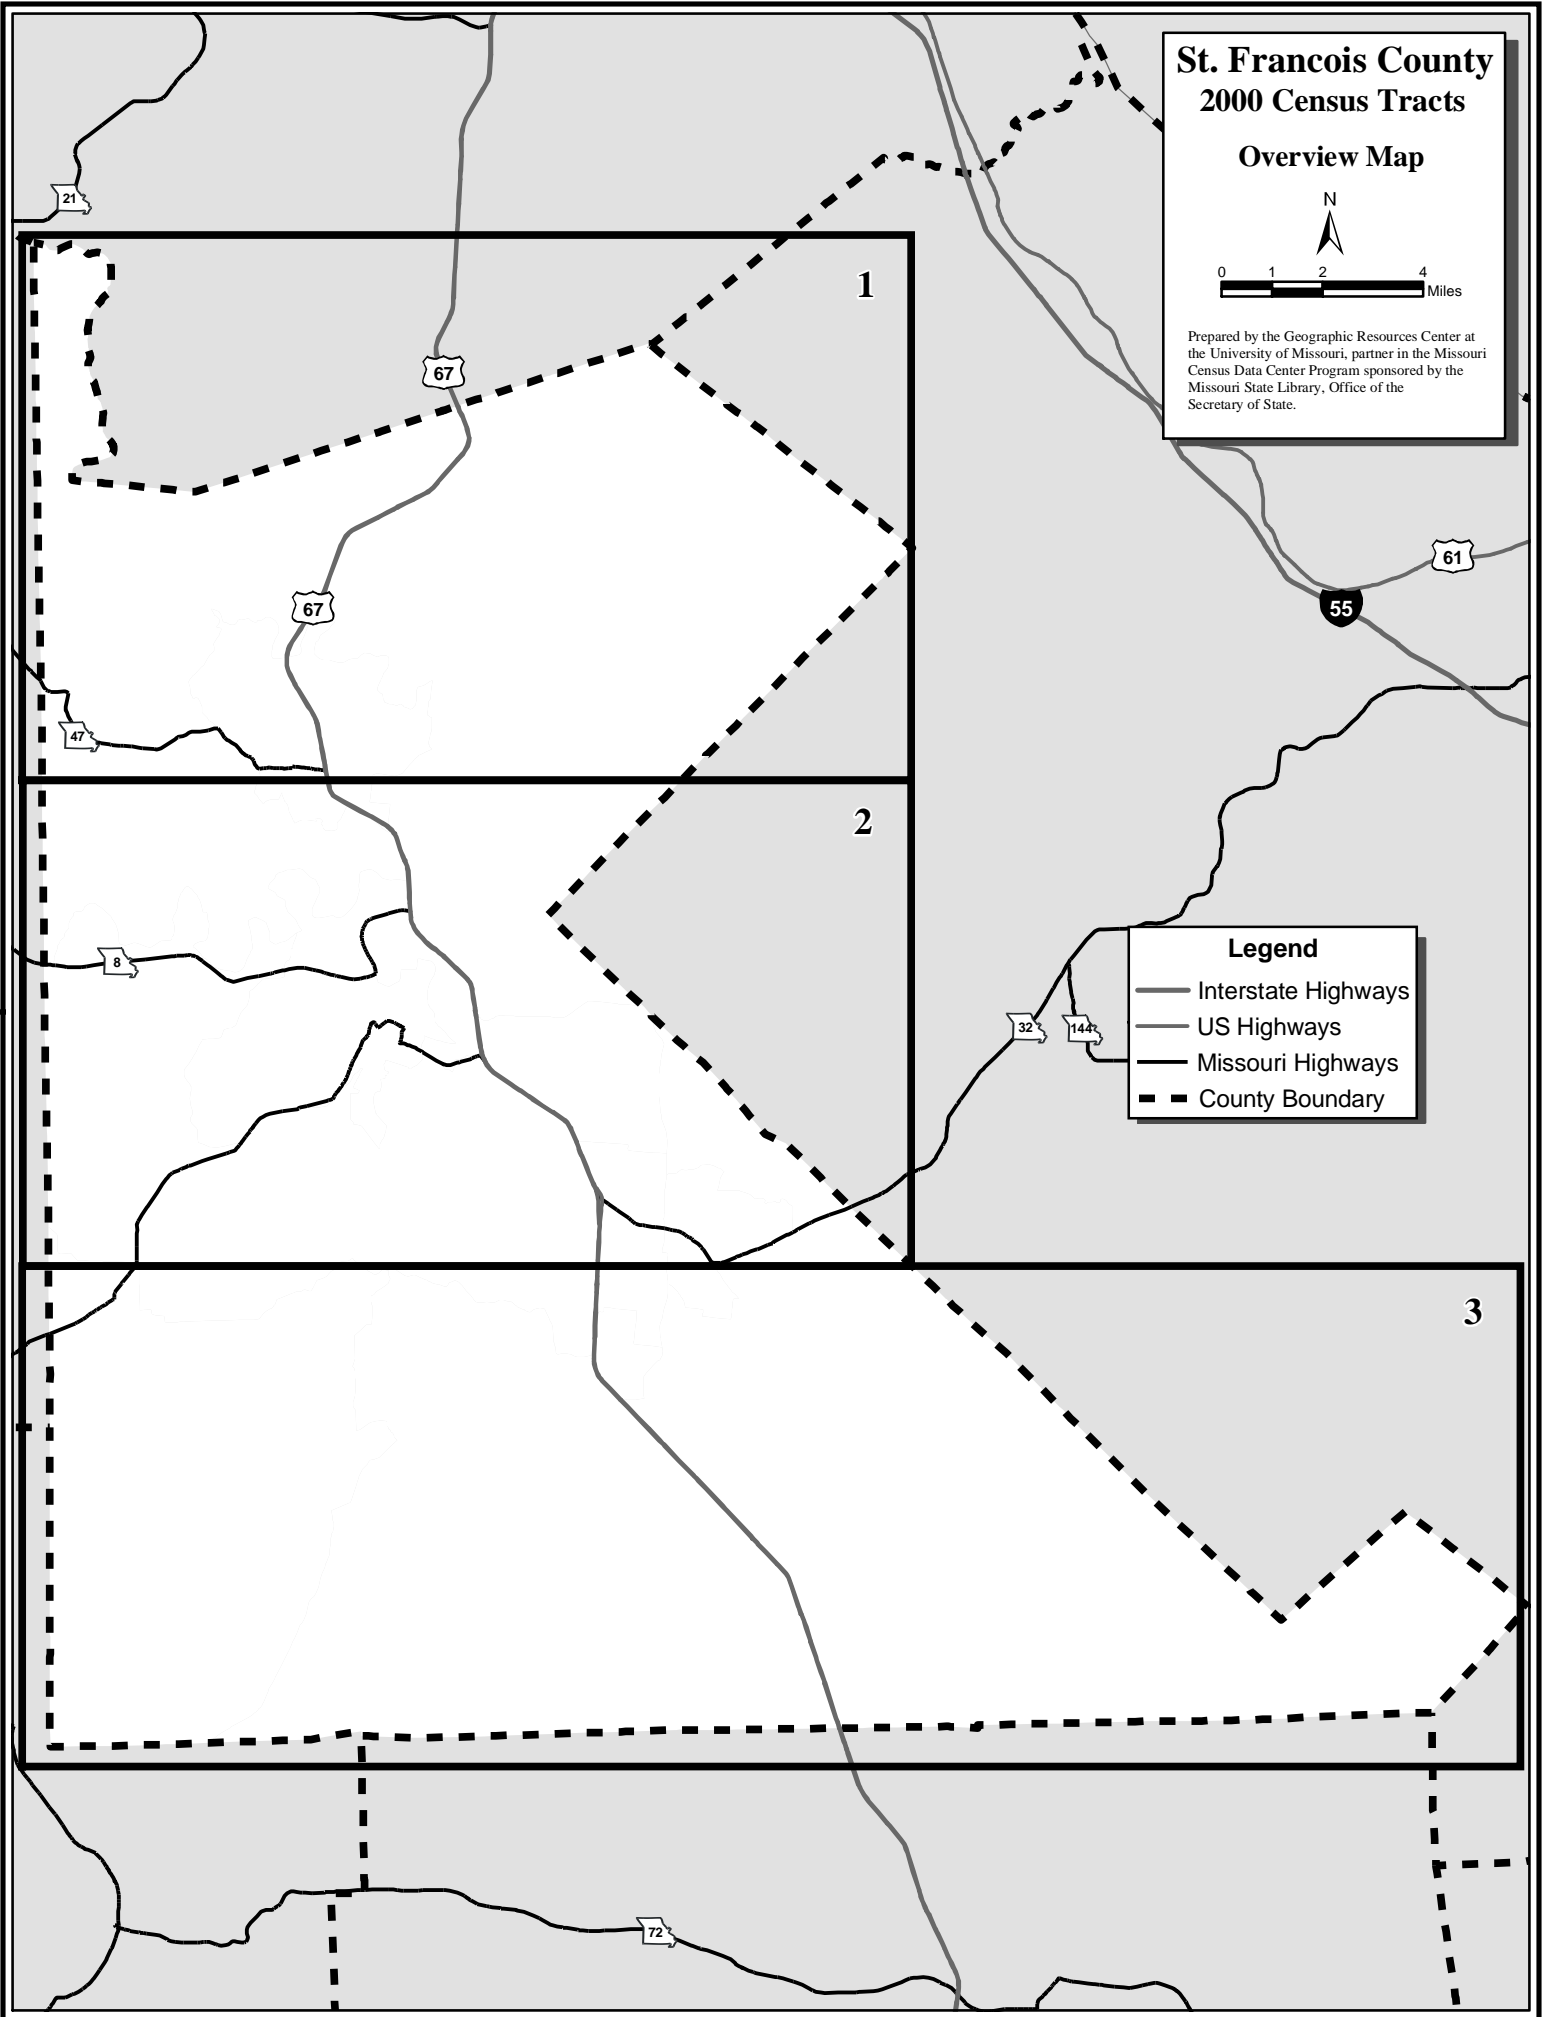 St. Francois County
2000 Census Tracts
Overview Map
N
0 1 2 4
Miles
Prepared by the Geographic Resources Center at
the University of Missouri, partner in the Missouri
Census Data Center Program sponsored by the
Missouri State Library, Office of the
Secretary of State.
21
1
67
61
55
67
47
2
8
Legend
Interstate Highways
US Highways
Missouri Highways
County Boundary
32
144
3
72